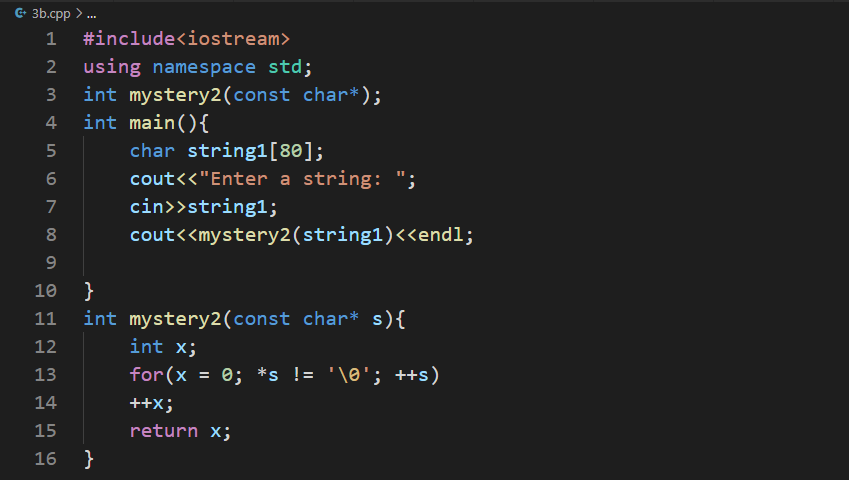 3b.cpp > ...
1 #include<iostream>
2 using namespace std;
3 int mystery2(const char*);
4 int main(){
5     char string1[80];
6     cout<<"Enter a string: ";
7     cin>>string1;
8     cout<<mystery2(string1)<<endl;
9
10 }
11 int mystery2(const char* s){
12     int x;
13     for(x = 0; *s != '\0'; ++s)
14     ++x;
15     return x;
16 }